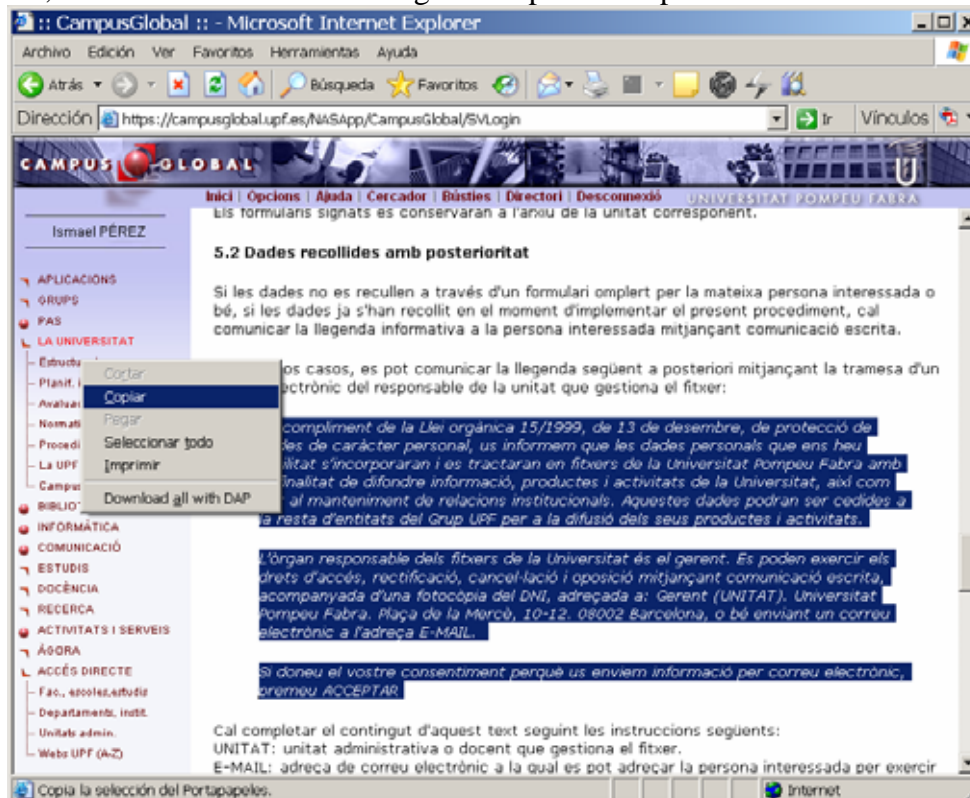 :: CampusGlobal :: - Microsoft Internet Explorer
Archivo Edición Ver Favoritos Herramientas Ayuda
Atrás Búsqueda Favoritos
Dirección https://campusglobal.upf.es/NASApp/CampusGlobal/SVLogin Ir Vínculos
CAMPUS GLOBAL
Inici | Opcions | Ajuda | Cercador | Bústies | Directori | Desconnexió UNIVERSITAT POMPEU FABRA
Ismael PÉREZ
APLICACIONS
GRUPS
PAS
LA UNIVERSITAT
Planif.
La UPF
INFORMÀTICA
COMUNICACIÓ
ESTUDIS
DOCÈNCIA
RECERCA
ACTIVITATS I SERVEIS
ÀGORA
ACCÉS DIRECTE
Fac., escoles,estudis
Departaments, instit.
Unitats admin.
Webs UPF (A-Z)
Cortar
Copiar
Pegar
Seleccionar todo
Imprimir
Download all with DAP
Els formularis signats es conservaran a l'arxiu de la unitat corresponent.
5.2 Dades recollides amb posterioritat
Si les dades no es recullen a través d'un formulari omplert per la mateixa persona interessada o
bé, si les dades ja s'han recollit en el moment d'implementar el present procediment, cal
comunicar la llegenda informativa a la persona interessada mitjançant comunicació escrita.
os casos, es pot comunicar la llegenda següent a posteriori mitjançant la tramesa d'un
ectrònic del responsable de la unitat que gestiona el fitxer:
compliment de la Llei orgànica 15/1999, de 13 de desembre, de protecció de
des de caràcter personal, us informem que les dades personals que ens heu
ilitat s'incorporaran i es tractaran en fitxers de la Universitat Pompeu Fabra amb
finalitat de difondre informació, productes i activitats de la Universitat, així com
al manteniment de relacions institucionals. Aquestes dades podran ser cedides a
la resta d'entitats del Grup UPF per a la difusió dels seus productes i activitats.
L'òrgan responsable dels fitxers de la Universitat és el gerent. Es poden exercir els
drets d'accés, rectificació, cancel·lació i oposició mitjançant comunicació escrita,
acompanyada d'una fotocòpia del DNI, adreçada a: Gerent (UNITAT). Universitat
Pompeu Fabra. Plaça de la Mercè, 10-12. 08002 Barcelona, o bé enviant un correu
electrònic a l'adreça E-MAIL.
Si doneu el vostre consentiment perquè us enviem informació per correu electrònic,
premeu ACCEPTAR
Cal completar el contingut d'aquest text seguint les instruccions següents:
UNITAT: unitat administrativa o docent que gestiona el fitxer.
E-MAIL: adreça de correu electrònic a la qual es pot adreçar la persona interessada per exercir
Copia la selección del Portapapeles. Internet